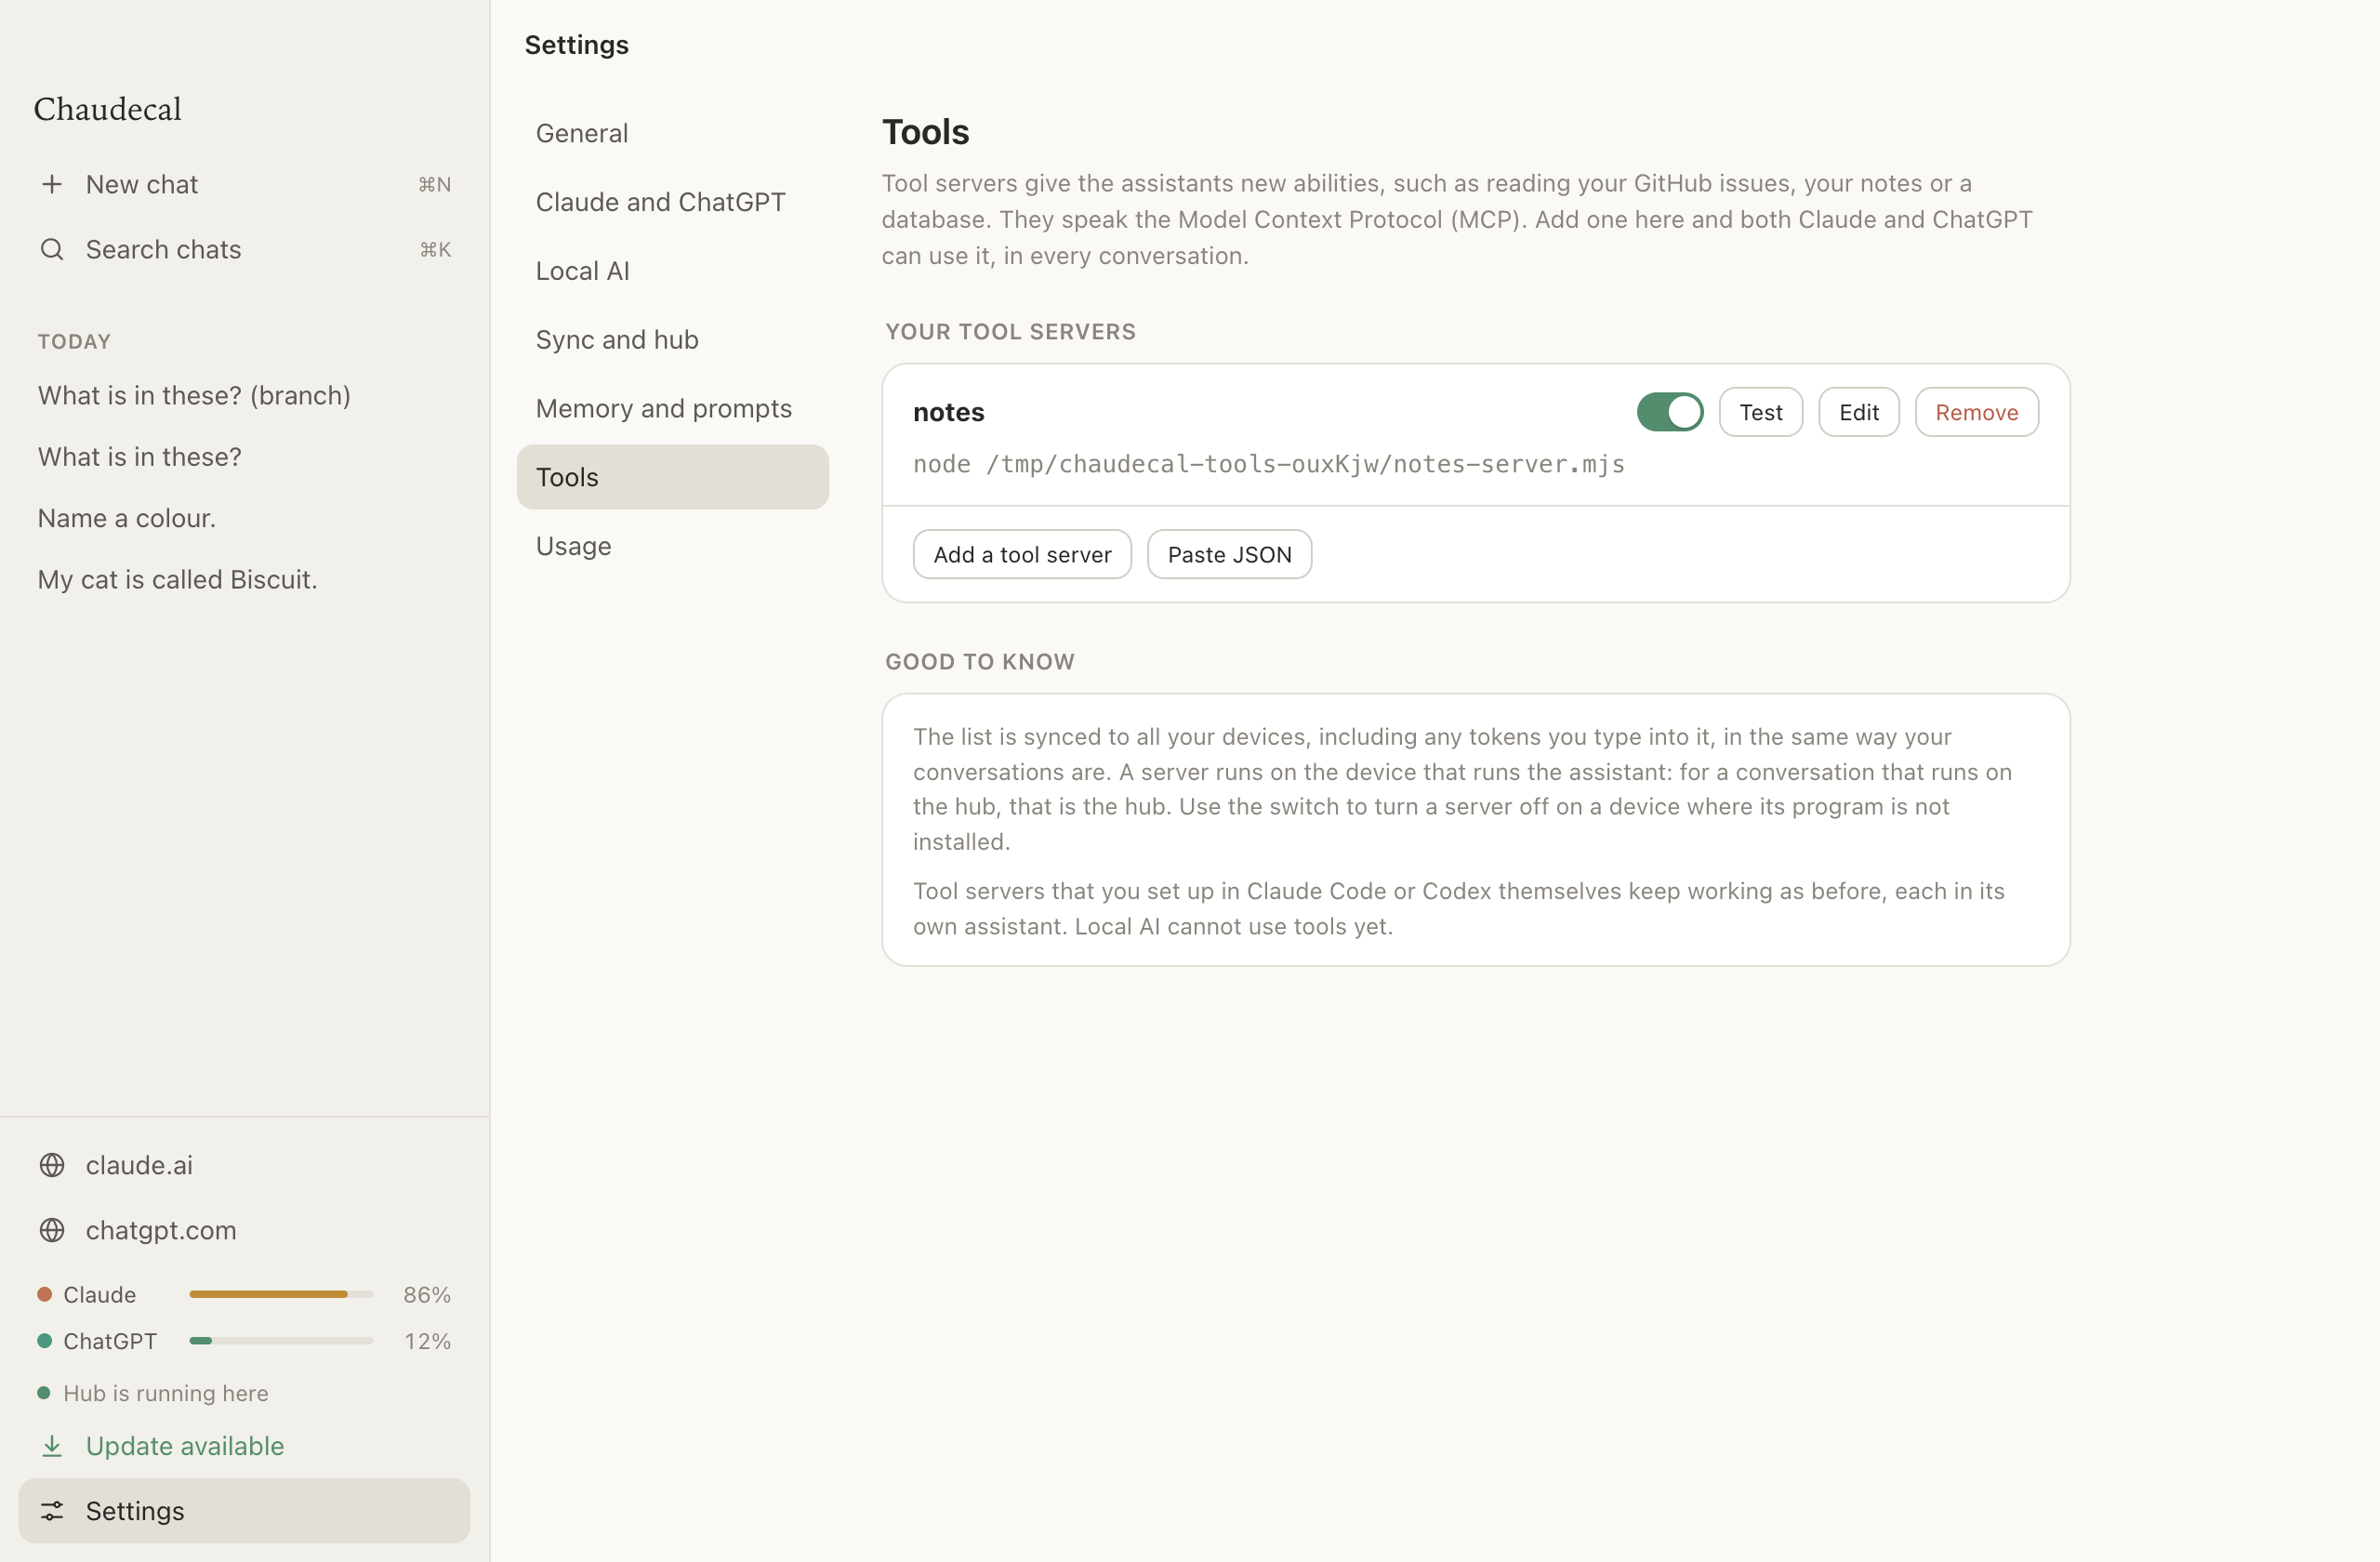 Chaudecal
New chat ⌘N
Search chats ⌘K
TODAY
What is in these? (branch)
What is in these?
Name a colour.
My cat is called Biscuit.
claude.ai
chatgpt.com
Claude 86%
ChatGPT 12%
Hub is running here
Update available
Settings
Settings
General
Claude and ChatGPT
Local AI
Sync and hub
Memory and prompts
Tools
Usage
Tools
Tool servers give the assistants new abilities, such as reading your GitHub issues, your notes or a
database. They speak the Model Context Protocol (MCP). Add one here and both Claude and ChatGPT
can use it, in every conversation.
YOUR TOOL SERVERS
notes Test Edit Remove
node /tmp/chaudecal-tools-ouxKjw/notes-server.mjs
Add a tool server Paste JSON
GOOD TO KNOW
The list is synced to all your devices, including any tokens you type into it, in the same way your
conversations are. A server runs on the device that runs the assistant: for a conversation that runs on
the hub, that is the hub. Use the switch to turn a server off on a device where its program is not
installed.
Tool servers that you set up in Claude Code or Codex themselves keep working as before, each in its
own assistant. Local AI cannot use tools yet.